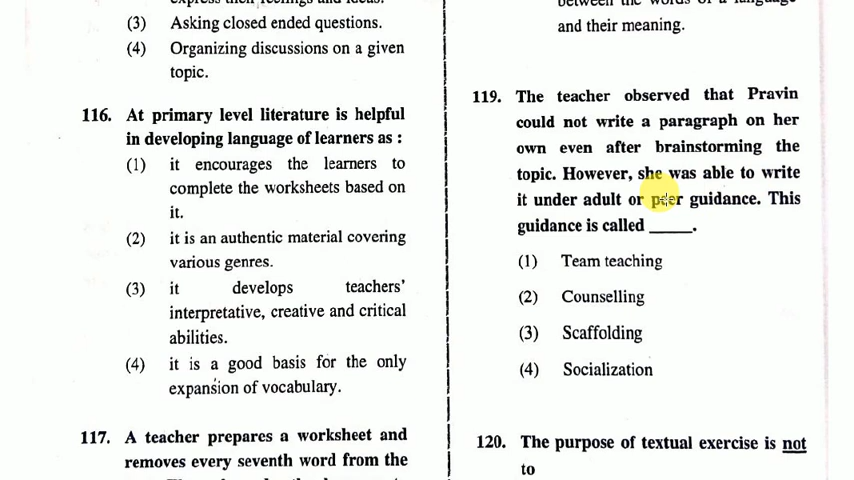 (3) Asking closed ended questions.
(4) Organizing discussions on a given
topic.
116. At primary level literature is helpful
in developing language of learners as :
(1) it encourages the learners to
complete the worksheets based on
it.
(2) it is an authentic material covering
various genres.
(3) it develops teachers'
interpretative, creative and critical
abilities.
(4) it is a good basis for the only
expansion of vocabulary.
117. A teacher prepares a worksheet and
removes every seventh word from the
and their meaning.
119. The teacher observed that Pravin
could not write a paragraph on her
own even after brainstorming the
topic. However, she was able to write
it under adult or peer guidance. This
guidance is called _____.
(1) Team teaching
(2) Counselling
(3) Scaffolding
(4) Socialization
120. The purpose of textual exercise is not
to